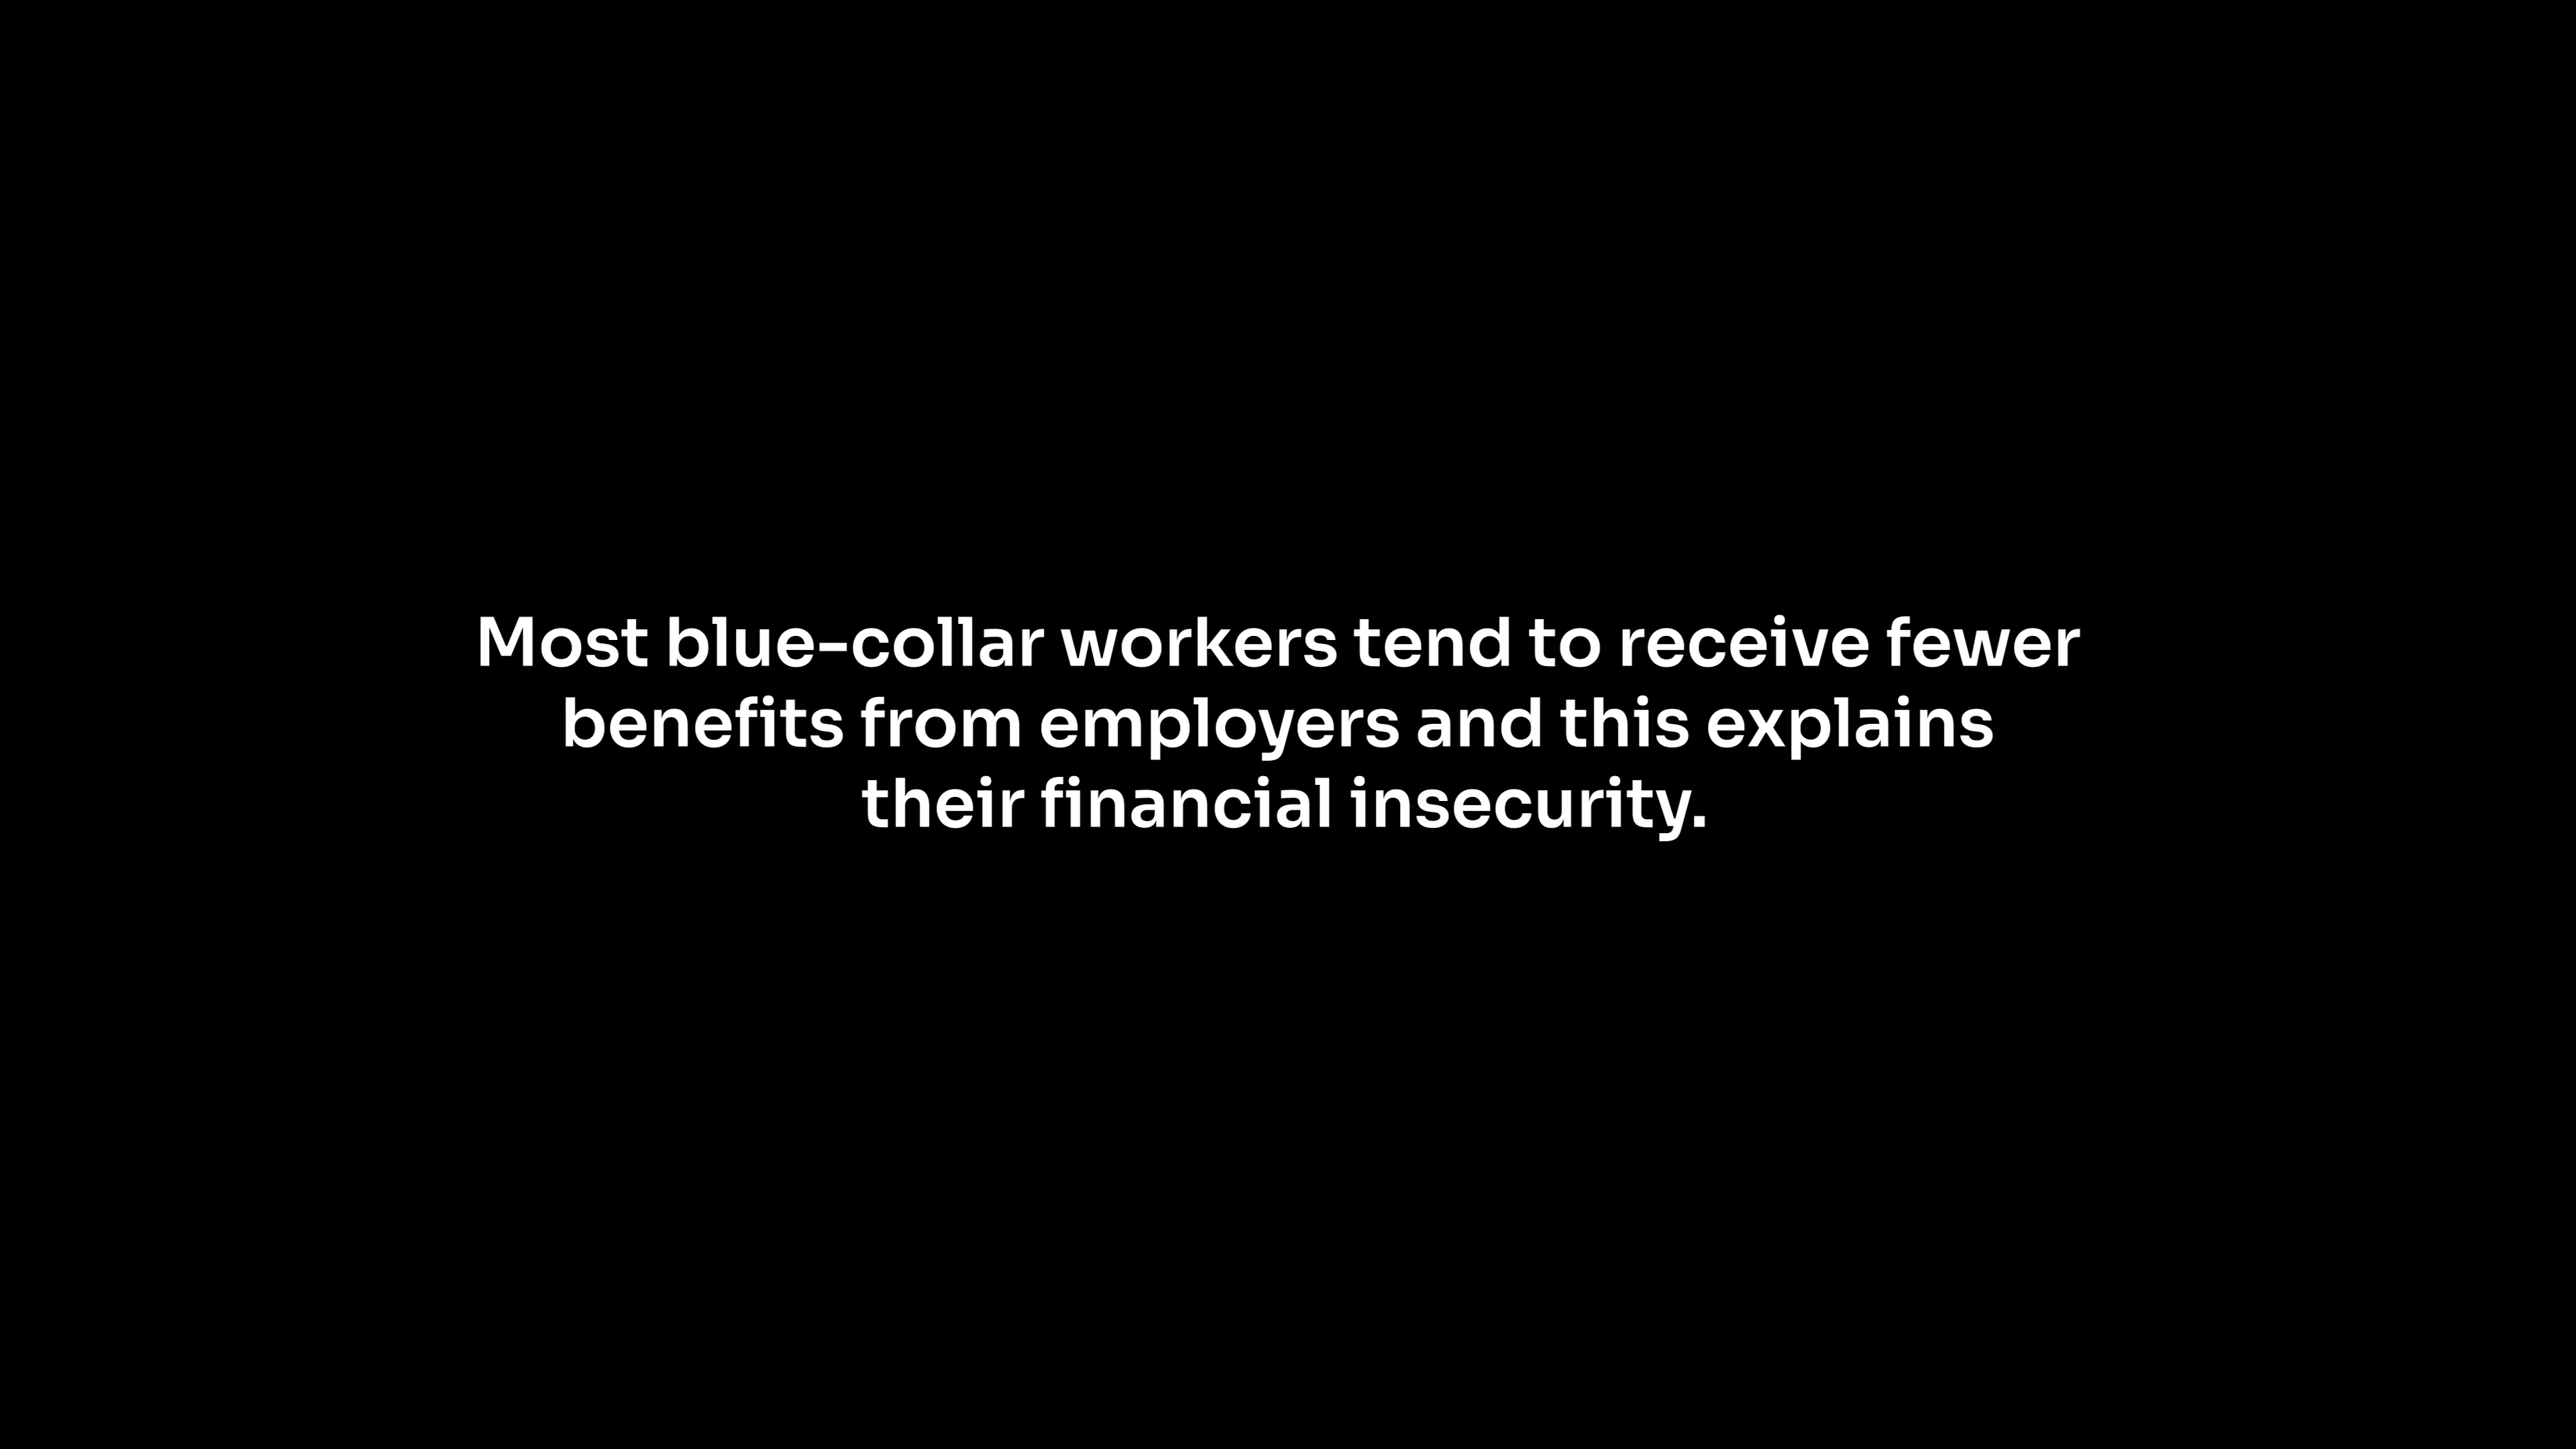 Most blue-collar workers tend to receive fewer
benefits from employers and this explains
their financial insecurity.